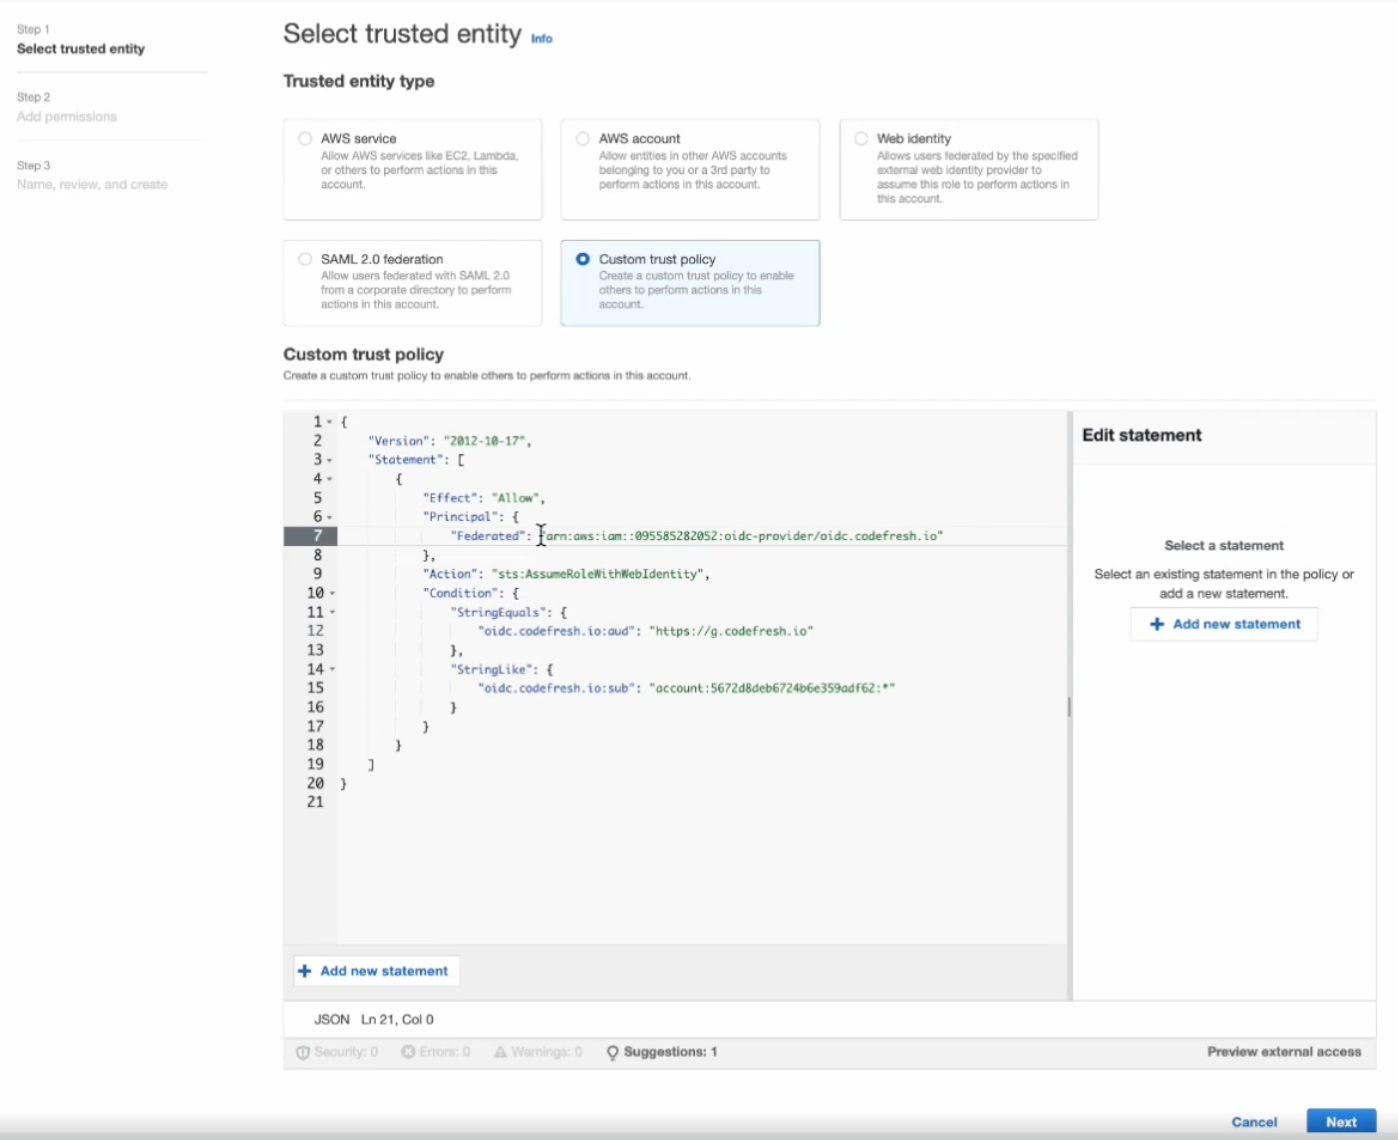 Step 1
Select trusted entity
Step 2
Add permissions
Step 3
Name, review, and create
Select trusted entity Info
Trusted entity type
AWS service
Allow AWS services like EC2, Lambda,
or others to perform actions in this
account.
AWS account
Allow entities in other AWS accounts
belonging to you or a 3rd party to
perform actions in this account.
Web identity
Allows users federated by the specified
external web identity provider to
assume this role to perform actions in
this account.
SAML 2.0 federation
Allow users federated with SAML 2.0
from a corporate directory to perform
actions in this account.
Custom trust policy
Create a custom trust policy to enable
others to perform actions in this
account.
Custom trust policy
Create a custom trust policy to enable others to perform actions in this account.
1 {
2 "Version": "2012-10-17",
3 "Statement": [
4 {
5 "Effect": "Allow",
6 "Principal": {
7 "Federated": "arn:aws:iam::095585282052:oidc-provider/oidc.codefresh.io"
8 },
9 "Action": "sts:AssumeRoleWithWebIdentity",
10 "Condition": {
11 "StringEquals": {
12 "oidc.codefresh.io:aud": "https://g.codefresh.io"
13 },
14 "StringLike": {
15 "oidc.codefresh.io:sub": "account:5672d8deb6724b6e359adf62:*"
16 }
17 }
18 }
19 ]
20 }
21
+ Add new statement
Edit statement
Select a statement
Select an existing statement in the policy or
add a new statement.
+ Add new statement
JSON Ln 21, Col 0
Security: 0 Errors: 0 Warnings: 0 Suggestions: 1
Preview external access
Cancel Next